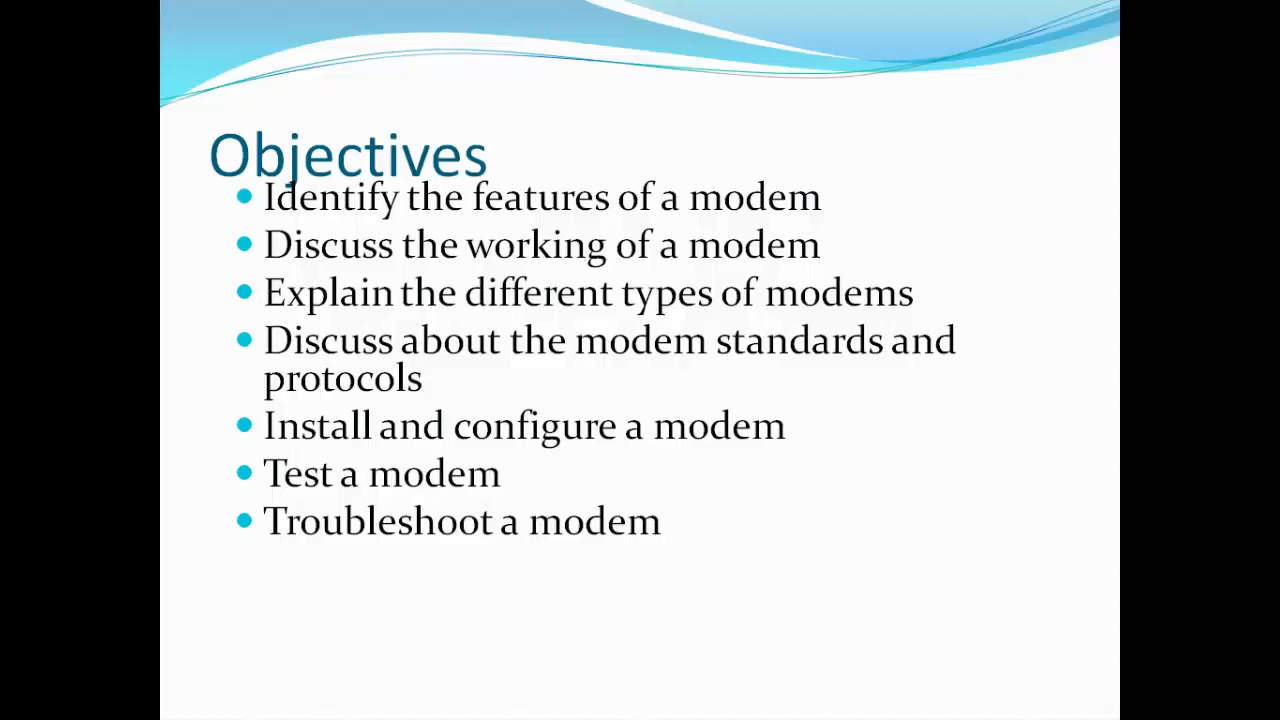 Objectives
• Identify the features of a modem
• Discuss the working of a modem
• Explain the different types of modems
• Discuss about the modem standards and
protocols
• Install and configure a modem
• Test a modem
• Troubleshoot a modem